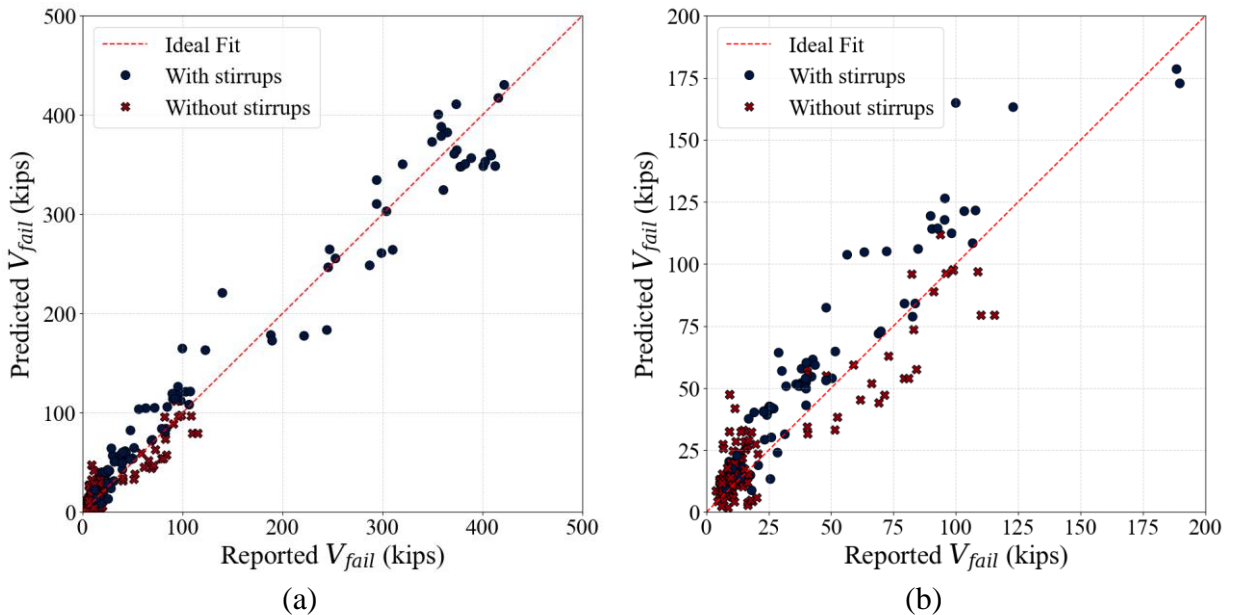 500
400
300
200
100
0
Predicted V_fail (kips)
Ideal Fit
With stirrups
Without stirrups
0 100 200 300 400 500
Reported V_fail (kips)
(a)
200
175
150
125
100
75
50
25
0
Predicted V_fail (kips)
Ideal Fit
With stirrups
Without stirrups
0 25 50 75 100 125 150 175 200
Reported V_fail (kips)
(b)